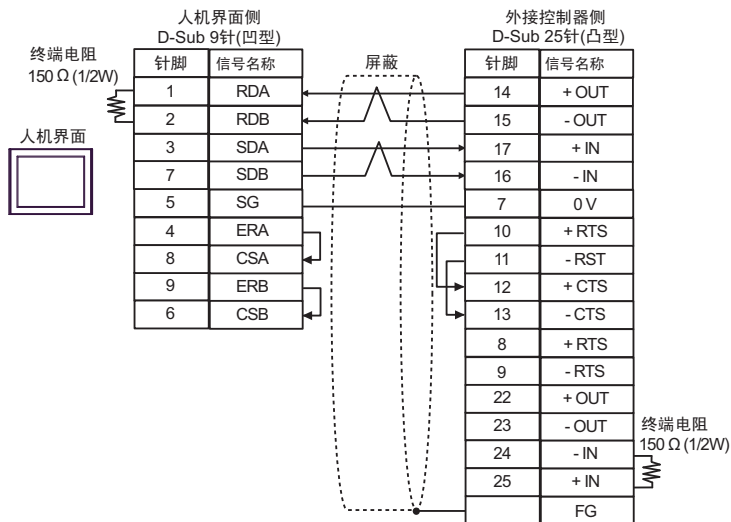 人机界面侧
D-Sub 9针(凹型)
外接控制器侧
D-Sub 25针(凸型)
终端电阻
150 Ω (1/2W)
人机界面
屏蔽
针脚 信号名称
1 RDA
2 RDB
3 SDA
7 SDB
5 SG
4 ERA
8 CSA
9 ERB
6 CSB
针脚 信号名称
14 + OUT
15 - OUT
17 + IN
16 - IN
7 0 V
10 + RTS
11 - RST
12 + CTS
13 - CTS
8 + RTS
9 - RTS
22 + OUT
23 - OUT
24 - IN
25 + IN
FG
终端电阻
150 Ω (1/2W)